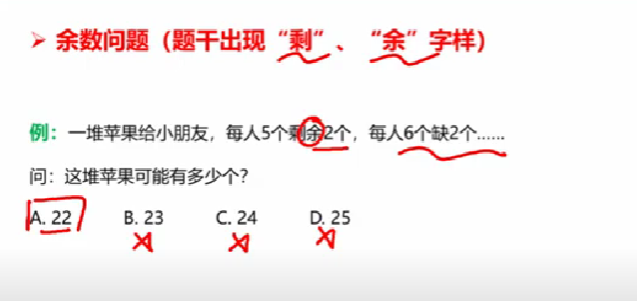 ➢ 余数问题（题干出现“剩”、“余”字样）
例：一堆苹果给小朋友，每人5个剩余2个，每人6个缺2个……
问：这堆苹果可能有多少个？
A. 22 B. 23 C. 24 D. 25